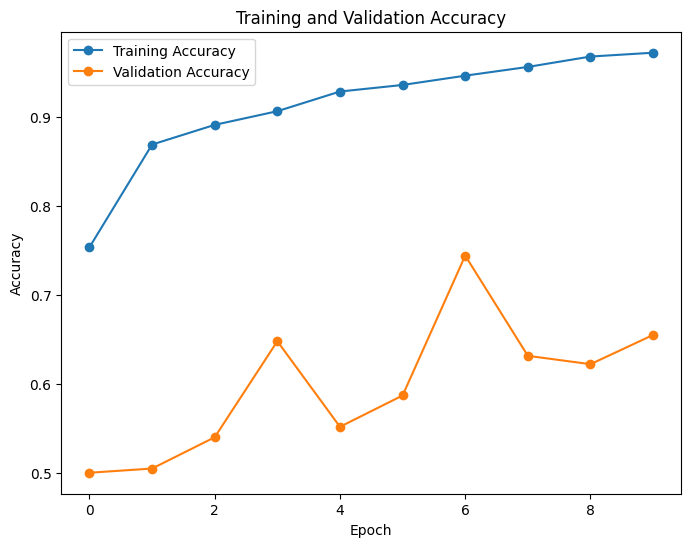 Training and Validation Accuracy
Training Accuracy
Validation Accuracy
Accuracy
0.9
0.8
0.7
0.6
0.5
0 2 4 6 8
Epoch